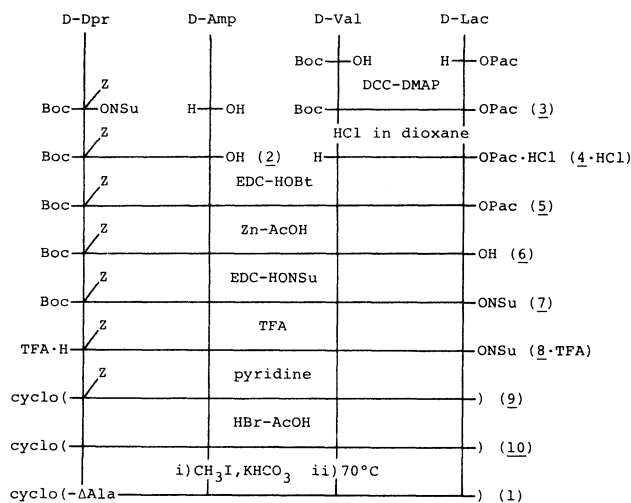 D-Dpr D-Amp D-Val D-Lac
Boc OH H OPac
DCC-DMAP
Z
Boc ONSu H OH Boc OPac (3)
HCl in dioxane
Z
Boc OH (2) H OPac·HCl (4·HCl)
EDC-HOBt
Z
Boc OPac (5)
Zn-AcOH
Z
Boc OH (6)
EDC-HONSu
Z
Boc ONSu (7)
TFA
Z
TFA·H ONSu (8·TFA)
pyridine
Z
cyclo( ) (9)
HBr-AcOH
cyclo( ) (10)
i)CH3I,KHCO3 ii)70°C
cyclo(-ΔAla ) (1)